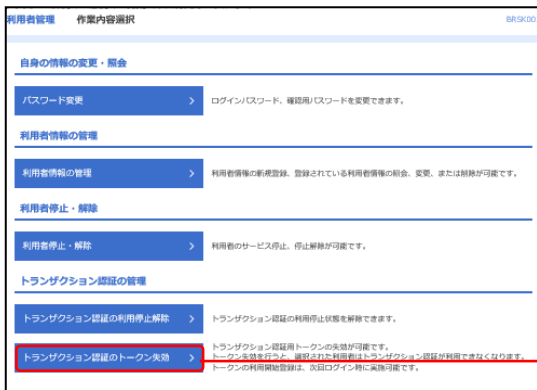 利用者管理 作業内容選択 BRSK00
自身の情報の変更・照会
パスワード変更 ログインパスワード、確認用パスワードを変更できます。
利用者情報の管理
利用者情報の管理 利用者情報の新規登録、登録されている利用者情報の照会、変更、または削除が可能です。
利用者停止・解除
利用者停止・解除 利用者のサービス停止、停止解除が可能です。
トランザクション認証の管理
トランザクション認証の利用停止解除 トランザクション認証の利用停止状態を解除できます。
トランザクション認証のトークン失効 トランザクション認証用トークンの失効が可能です。
トークン失効を行うと、選択された利用者はトランザクション認証が利用できなくなります。
トークンの利用開始登録は、次回ログイン時に実施可能です。